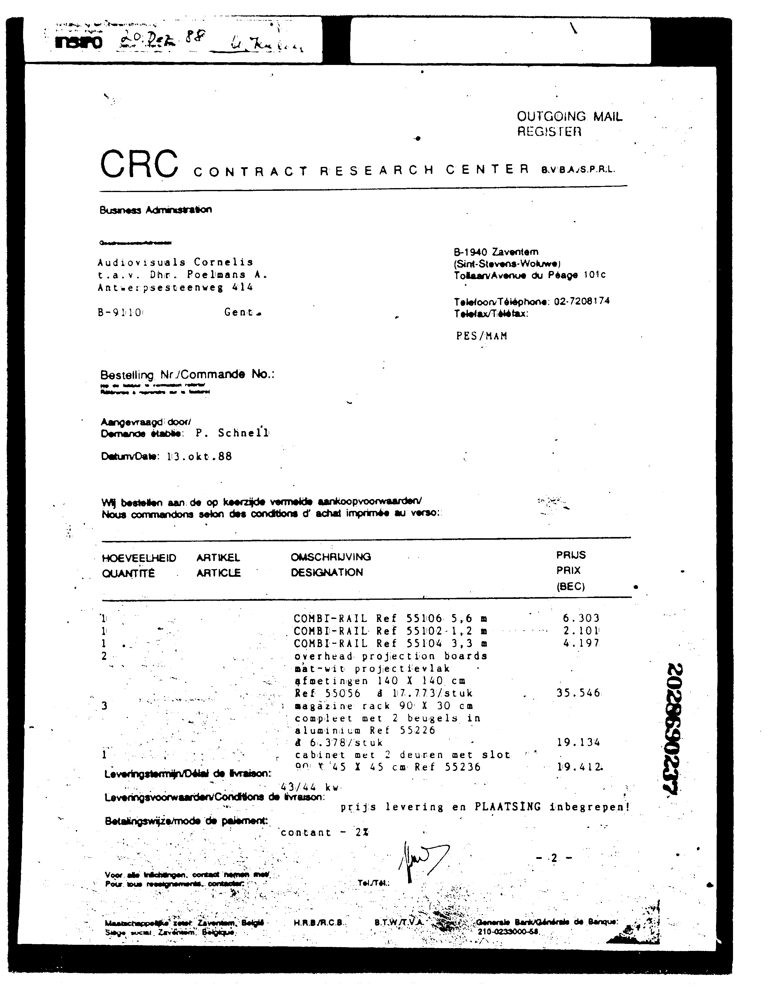 INSIFO 20. Dez. 88
OUTGOING MAIL
REGISTER
CRC CONTRACT RESEARCH CENTER B.V.B.A./S.P.R.L.
Business Administration
Audiovisuals Cornelis
t.a.v. Dhr. Poelmans A.
Antwerpsesteenweg 414
B-9110 Gent.
B-1940 Zaventem
(Sint-Stevens-Woluwe)
Tollaan/Avenue du Péage 101c
Telefoon/Téléphone: 02-7208174
Telefax/Téléfax:
PES/MAM
Bestelling Nr./Commande No.:
Aangevraagd door/
Demande établie: P. Schnell
Datum/Date: 13.okt.88
Wij bestellen aan de op keerzijde vermelde aankoopvoorwaarden/
Nous commandons selon des conditions d' achat imprimée au verso:
HOEVEELHEID ARTIKEL OMSCHRIJVING PRIJS
QUANTITÉ ARTICLE DESIGNATION PRIX
(BEC)
1 COMBI-RAIL Ref 55106 5,6 m 6.303
1 COMBI-RAIL Ref 55102 1,2 m 2.101
1 COMBI-RAIL Ref 55104 3,3 m 4.197
2 overhead projection boards
mat-wit projectievlak
afmetingen 140 X 140 cm
Ref 55056 à 17.773/stuk 35.546
3 magazine rack 90 X 30 cm
compleet met 2 beugels in
aluminium Ref 55226
à 6.378/stuk 19.134
1 cabinet met 2 deuren met slot
90 X 45 X 45 cm Ref 55236 19.412
Leveringstermijn/Délai de livraison:
43/44 kw
Leveringsvoorwaarden/Conditions de livraison:
prijs levering en PLAATSING inbegrepen!
Betalingswijze/mode de paiement:
contant - 2%
- 2 -
Voor alle inlichtingen, contact nemen met/
Pour tous renseignements, contacter:
Tel./Tél.:
Maatschappelijke zetel: Zaventem, België H.R.B./R.C.B. B.T.W./T.V.A. Generale Bank/Générale de Banque:
Siège social: Zaventem, Belgique 210-0233000-58
2028690237